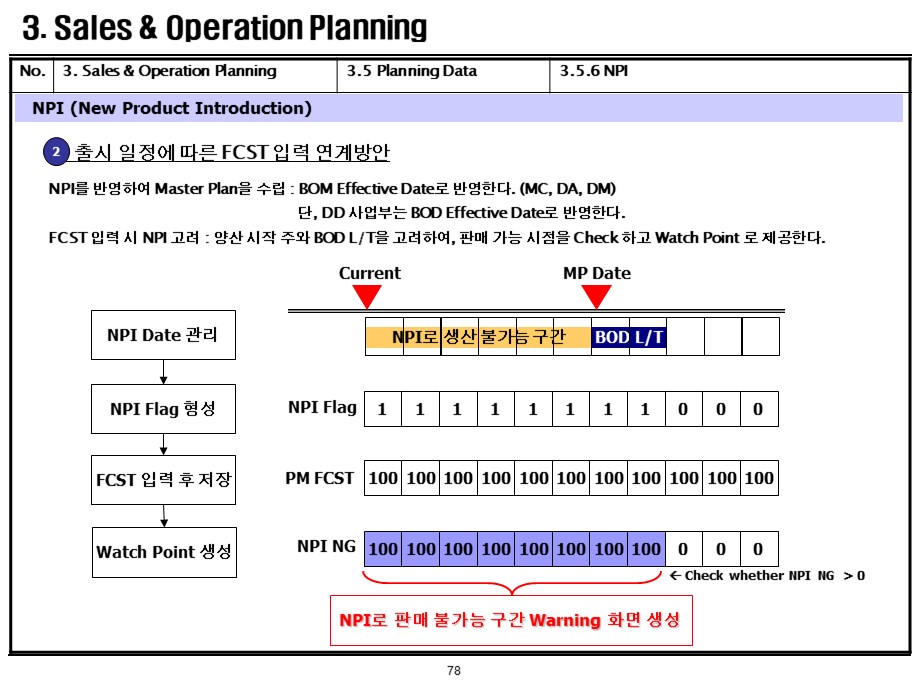 3. Sales & Operation Planning
No. 3. Sales & Operation Planning 3.5 Planning Data 3.5.6 NPI
NPI (New Product Introduction)
2 출시 일정에 따른 FCST 입력 연계방안
NPI를 반영하여 Master Plan을 수립 : BOM Effective Date로 반영한다. (MC, DA, DM)
단, DD 사업부는 BOD Effective Date로 반영한다.
FCST 입력 시 NPI 고려 : 양산 시작 주와 BOD L/T을 고려하여, 판매 가능 시점을 Check 하고 Watch Point 로 제공한다.
Current MP Date
NPI Date 관리
NPI로 생산 불가능 구간 BOD L/T
NPI Flag 형성
NPI Flag 1 1 1 1 1 1 1 1 0 0 0
FCST 입력 후 저장
PM FCST 100 100 100 100 100 100 100 100 100 100 100
Watch Point 생성
NPI NG 100 100 100 100 100 100 100 100 0 0 0
← Check whether NPI NG > 0
NPI로 판매 불가능 구간 Warning 화면 생성
78